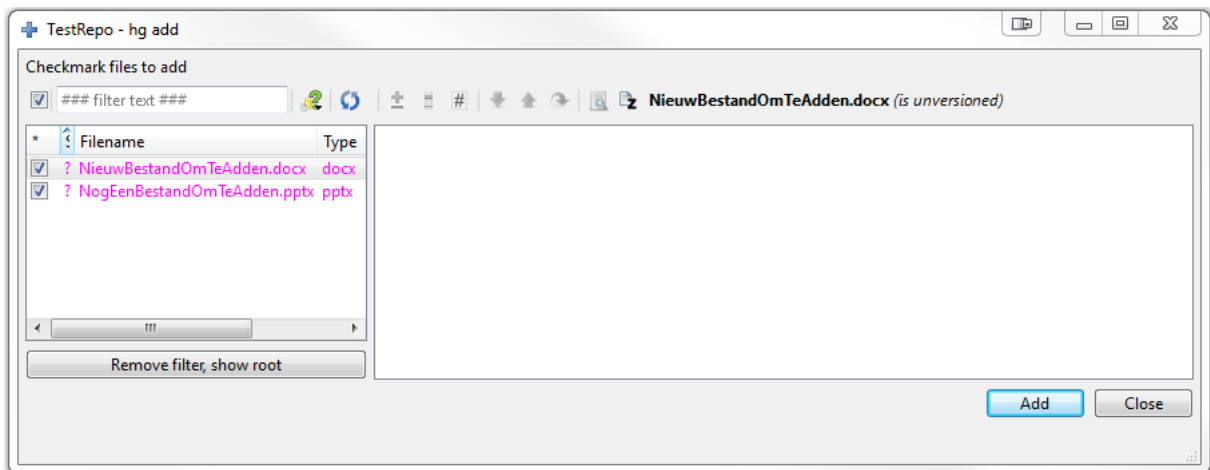 TestRepo - hg add
Checkmark files to add
### filter text ### # NieuwBestandOmTeAdden.docx (is unversioned)
* Filename Type
? NieuwBestandOmTeAdden.docx docx
? NogEenBestandOmTeAdden.pptx pptx
Remove filter, show root
Add Close